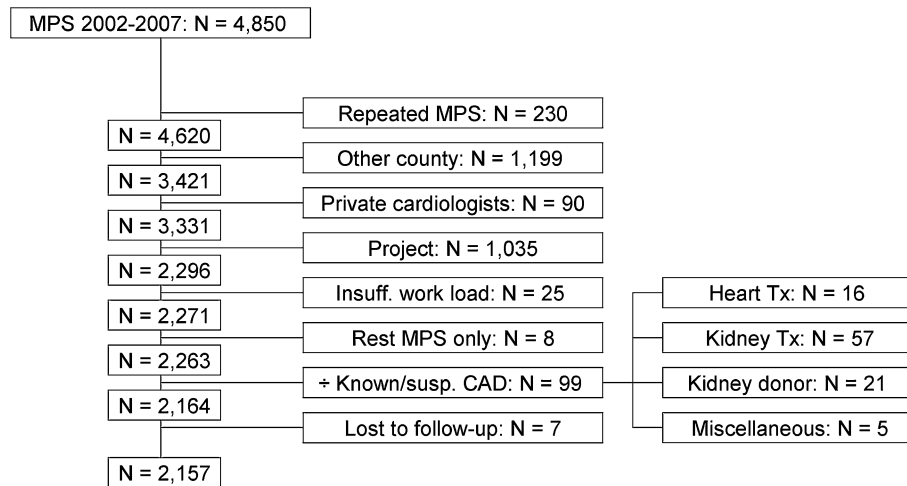 MPS 2002-2007: N = 4,850
Repeated MPS: N = 230
N = 4,620
Other county: N = 1,199
N = 3,421
Private cardiologists: N = 90
N = 3,331
Project: N = 1,035
N = 2,296
Insuff. work load: N = 25
Heart Tx: N = 16
N = 2,271
Rest MPS only: N = 8
Kidney Tx: N = 57
N = 2,263
÷ Known/susp. CAD: N = 99
Kidney donor: N = 21
N = 2,164
Lost to follow-up: N = 7
Miscellaneous: N = 5
N = 2,157